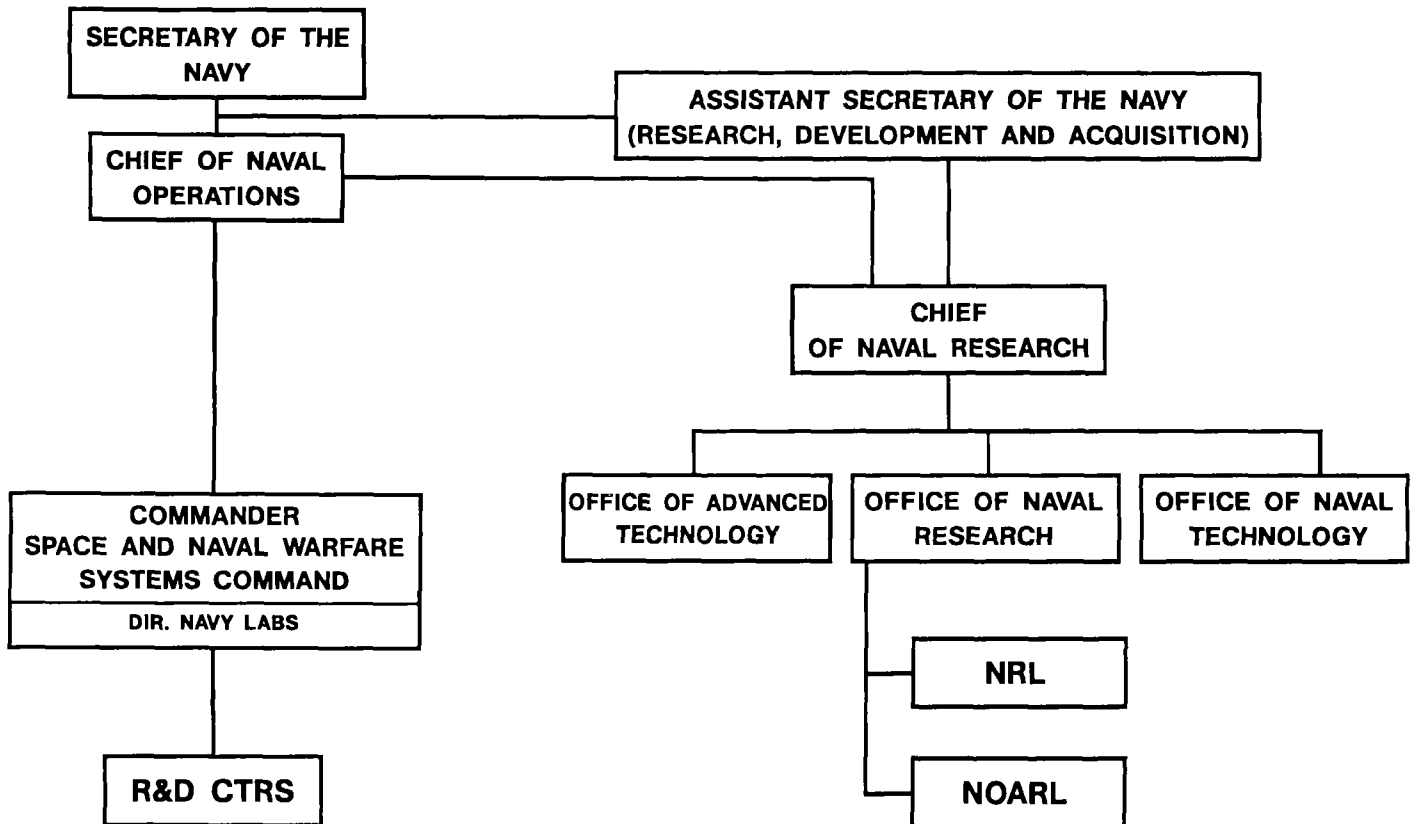 SECRETARY OF THE
NAVY
ASSISTANT SECRETARY OF THE NAVY
(RESEARCH, DEVELOPMENT AND ACQUISITION)
CHIEF OF NAVAL
OPERATIONS
CHIEF
OF NAVAL RESEARCH
OFFICE OF ADVANCED
TECHNOLOGY
OFFICE OF NAVAL
RESEARCH
OFFICE OF NAVAL
TECHNOLOGY
COMMANDER
SPACE AND NAVAL WARFARE
SYSTEMS COMMAND
DIR. NAVY LABS
NRL
R&D CTRS
NOARL